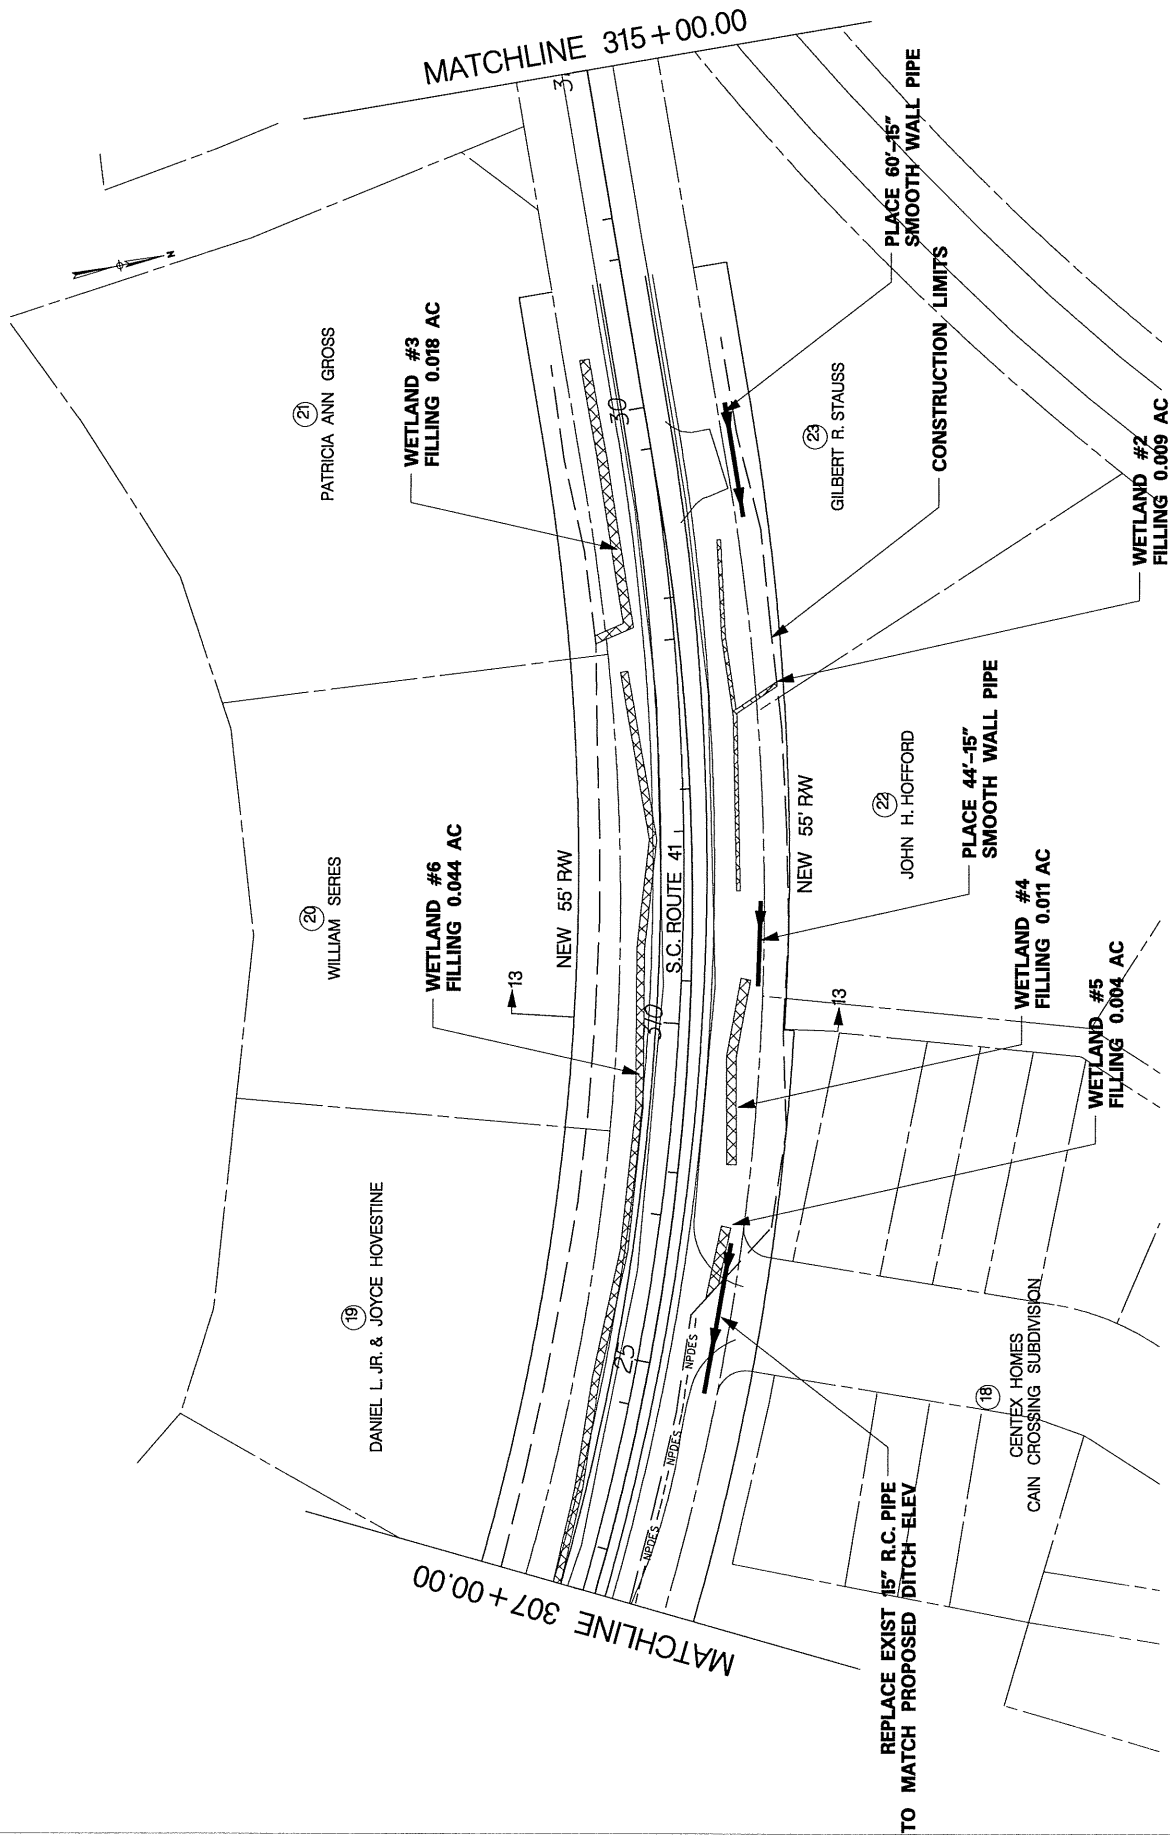 MATCHLINE 315+00.00
PLACE 60'-15"
SMOOTH WALL PIPE
CONSTRUCTION LIMITS
N
21
PATRICIA ANN GROSS
WETLAND #3
FILLING 0.018 AC
30
23
GILBERT R. STAUSS
WETLAND #2
FILLING 0.009 AC
20
WILLIAM SERES
WETLAND #6
FILLING 0.044 AC
NEW 55' R/W
13
S.C. ROUTE 41
30
NEW 55' R/W
22
JOHN H. HOFFORD
PLACE 44'-15"
SMOOTH WALL PIPE
13
WETLAND #4
FILLING 0.011 AC
WETLAND #5
FILLING 0.004 AC
19
DANIEL L. JR. & JOYCE HOVESTINE
25
NPDES
NPDES
NPDES
18
CENTEX HOMES
CAIN CROSSING SUBDIVISION
REPLACE EXIST 15" R.C. PIPE
TO MATCH PROPOSED DITCH ELEV
MATCHLINE 307+00.00